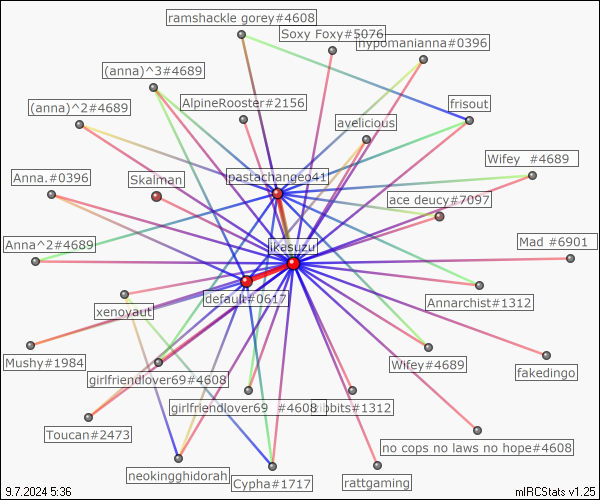 ramshackle gorey#4608
Soxy Foxy#5076
hypomanianna#0396
(anna)^3#4689
(anna)^2#4689
AlpineRooster#2156
frisout
avelicious
Wifey #4689
Anna.#0396
Skalman
pastachangeo41
ace deucy#7097
Anna^2#4689
ikasuzu
Mad #6901
default#0617
Annarchist#1312
xenoyaut
Mushy#1984
girlfriendlover69#4608
Wifey#4689
fakedingo
girlfriendlover69 #4608
bbits#1312
Toucan#2473
no cops no laws no hope#4608
neokingghidorah
Cypha#1717
rattgaming
9.7.2024 5:36
mIRCStats v1.25